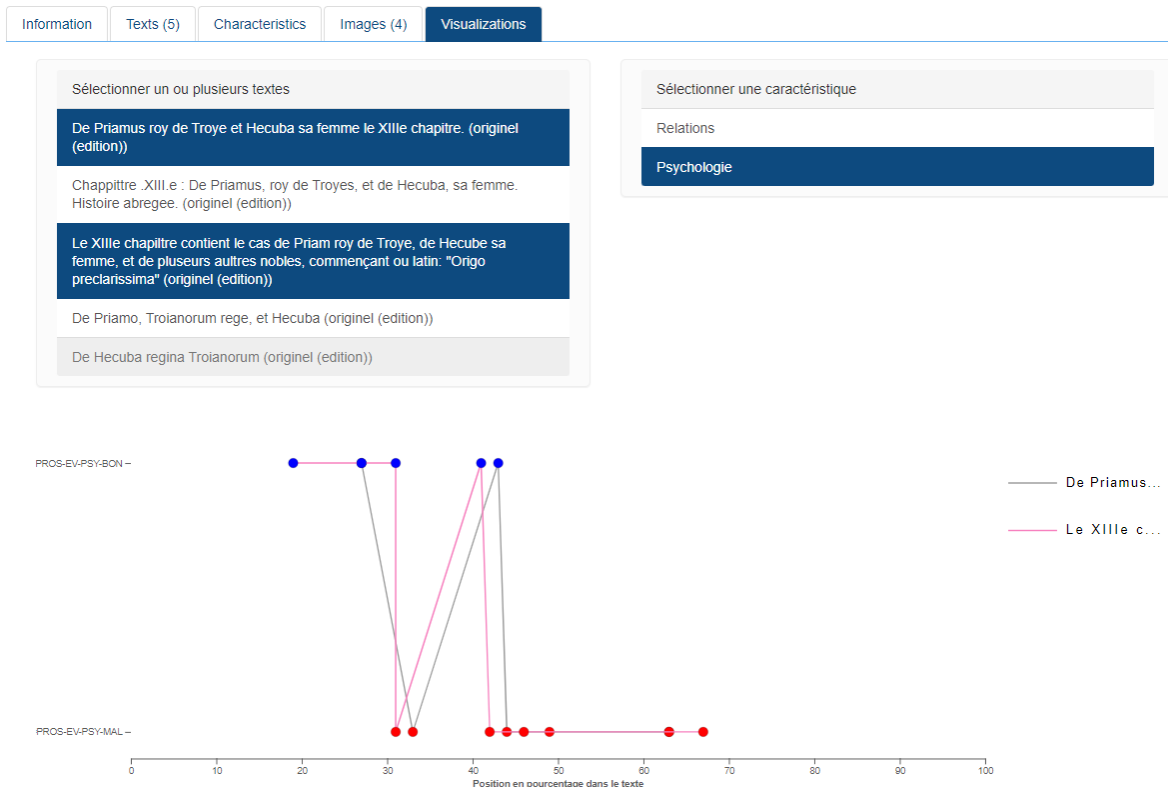 Information
Texts (5)
Characteristics
Images (4)
Visualizations
Sélectionner un ou plusieurs textes
De Priamus roy de Troye et Hecuba sa femme le XIIIe chapitre. (originel
(edition))
Chappittre .XIII.e : De Priamus, roy de Troyes, et de Hecuba, sa femme.
Histoire abregee. (originel (edition))
Le XIIIe chapiltre contient le cas de Priam roy de Troye, de Hecube sa
femme, et de pluseurs aultres nobles, commençant ou latin: "Origo
preclarissima" (originel (edition))
De Priamo, Troianorum rege, et Hecuba (originel (edition))
De Hecuba regina Troianorum (originel (edition))
Sélectionner une caractéristique
Relations
Psychologie
PROS-EV-PSY-BON
PROS-EV-PSY-MAL
De Priamus...
Le XIIIe c...
0 10 20 30 40 50 60 70 80 90 100
Position en pourcentage dans le texte